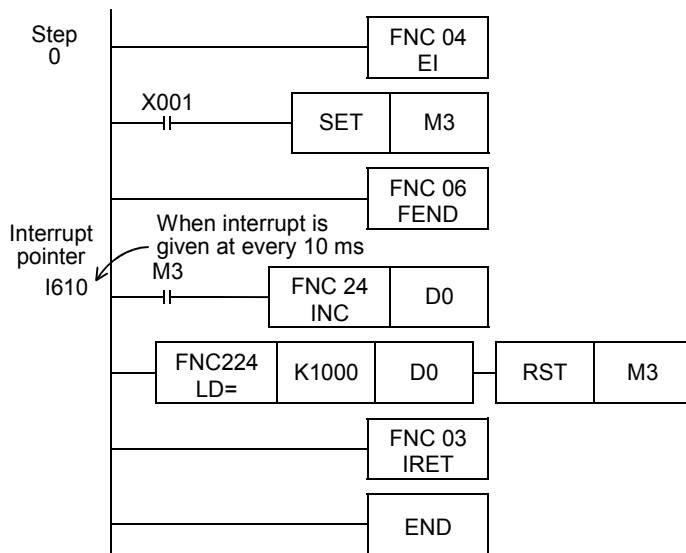 Step
0
FNC 04
EI
X001
SET
M3
FNC 06
FEND
Interrupt
pointer
I610
When interrupt is
given at every 10 ms
M3
FNC 24
INC
D0
FNC224
LD=
K1000
D0
RST
M3
FNC 03
IRET
END